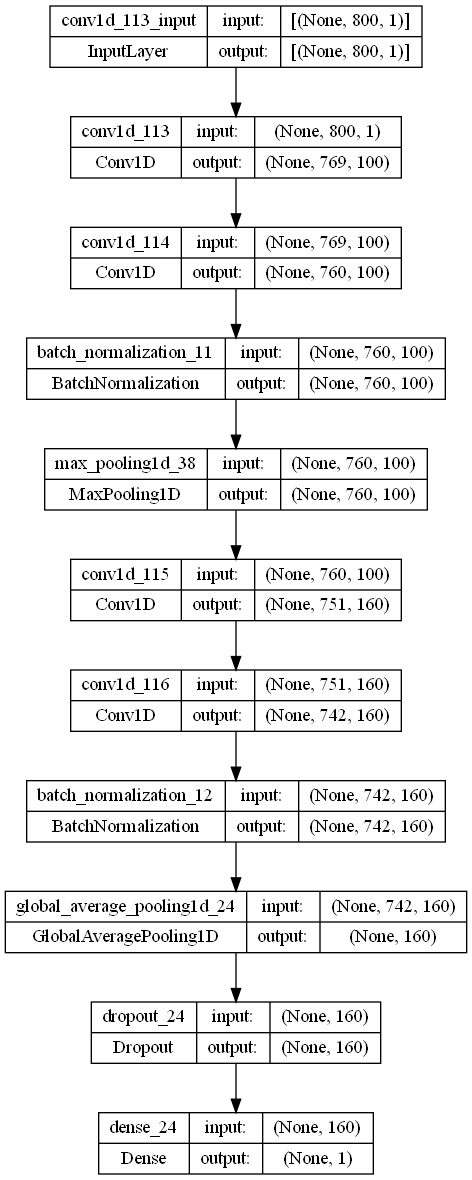 conv1d_113_input input: [(None, 800, 1)]
InputLayer output: [(None, 800, 1)]
conv1d_113 input: (None, 800, 1)
Conv1D output: (None, 769, 100)
conv1d_114 input: (None, 769, 100)
Conv1D output: (None, 760, 100)
batch_normalization_11 input: (None, 760, 100)
BatchNormalization output: (None, 760, 100)
max_pooling1d_38 input: (None, 760, 100)
MaxPooling1D output: (None, 760, 100)
conv1d_115 input: (None, 760, 100)
Conv1D output: (None, 751, 160)
conv1d_116 input: (None, 751, 160)
Conv1D output: (None, 742, 160)
batch_normalization_12 input: (None, 742, 160)
BatchNormalization output: (None, 742, 160)
global_average_pooling1d_24 input: (None, 742, 160)
GlobalAveragePooling1D output: (None, 160)
dropout_24 input: (None, 160)
Dropout output: (None, 160)
dense_24 input: (None, 160)
Dense output: (None, 1)